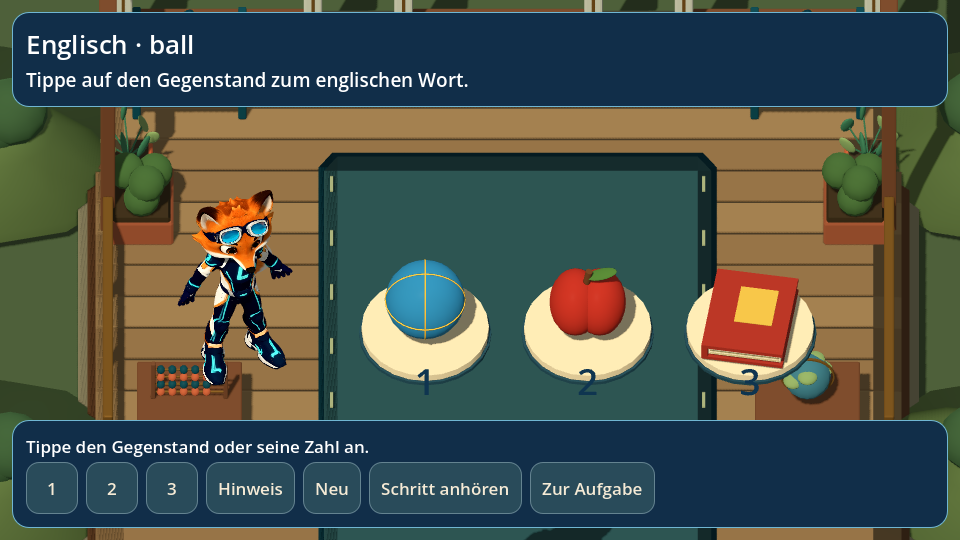 Englisch · ball
Tippe auf den Gegenstand zum englischen Wort.
1 2 3
Tippe den Gegenstand oder seine Zahl an.
1 2 3 Hinweis Neu Schritt anhören Zur Aufgabe